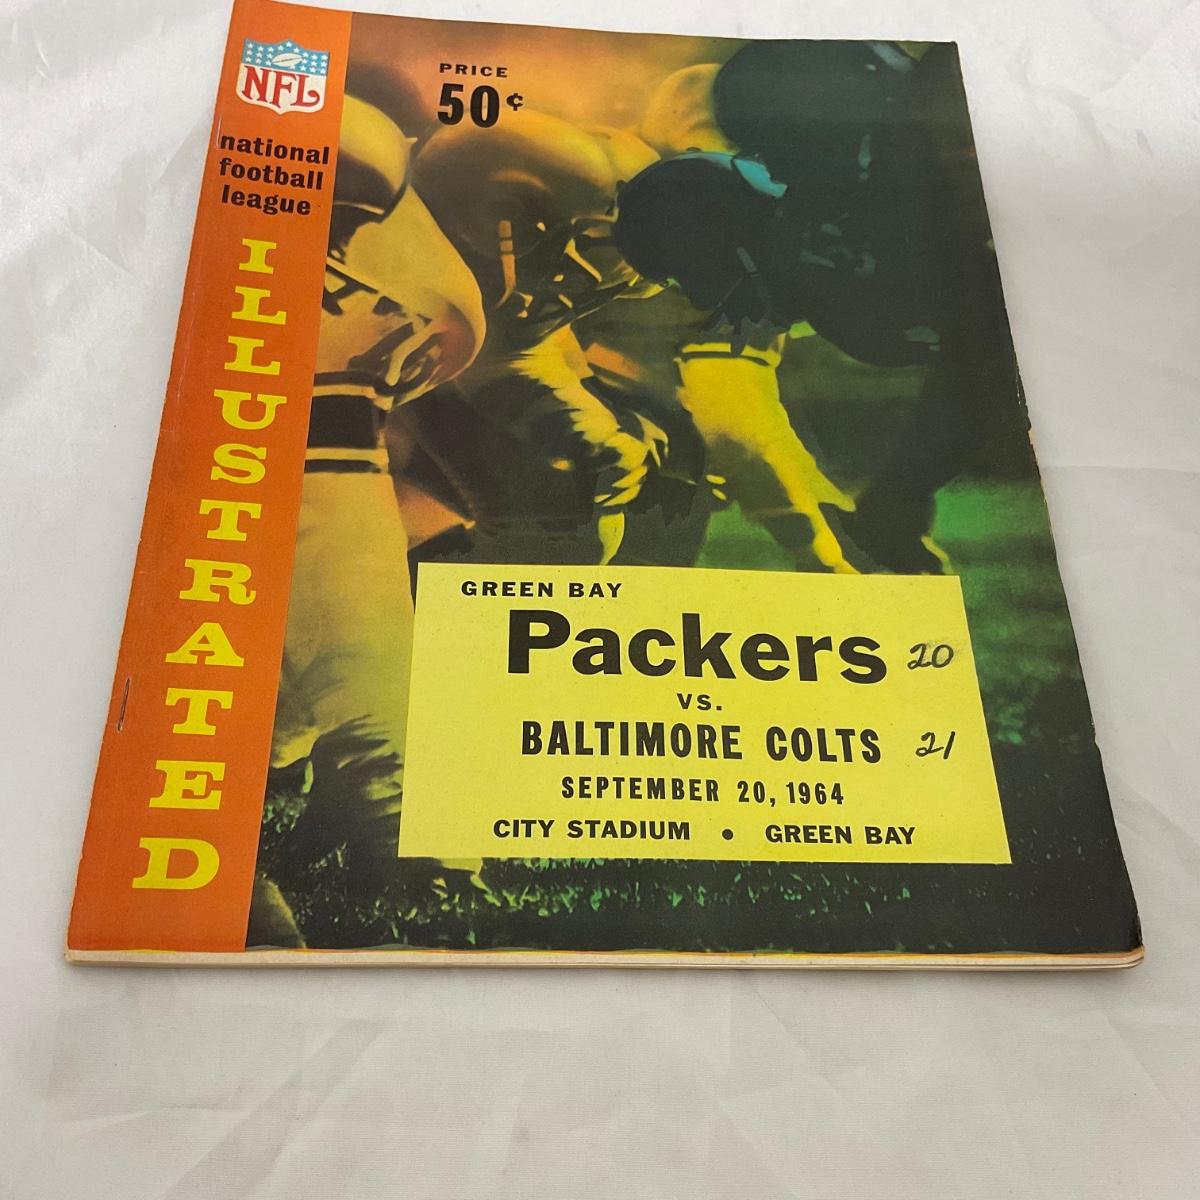 NFL
national
football
league
ILLUSTRATED
PRICE
50¢
GREEN BAY
Packers 20
VS.
BALTIMORE COLTS 21
SEPTEMBER 20, 1964
CITY STADIUM • GREEN BAY